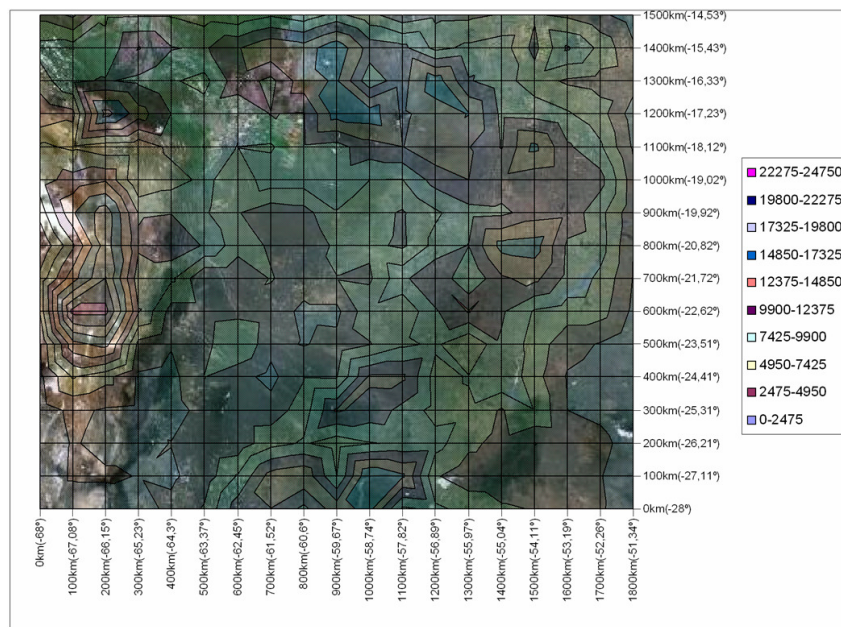 1500km(-14,53º)
1400km(-15,43º)
1300km(-16,33º)
1200km(-17,23º)
1100km(-18,12º)
1000km(-19,02º)
900km(-19,92º)
800km(-20,82º)
700km(-21,72º)
600km(-22,62º)
500km(-23,51º)
400km(-24,41º)
300km(-25,31º)
200km(-26,21º)
100km(-27,11º)
0km(-28º)
22275-24750
19800-22275
17325-19800
14850-17325
12375-14850
9900-12375
7425-9900
4950-7425
2475-4950
0-2475
0km(-68º)
100km(-67,08º)
200km(-66,15º)
300km(-65,23º)
400km(-64,3º)
500km(-63,37º)
600km(-62,45º)
700km(-61,52º)
800km(-60,6º)
900km(-59,67º)
1000km(-58,74º)
1100km(-57,82º)
1200km(-56,89º)
1300km(-55,97º)
1400km(-55,04º)
1500km(-54,11º)
1600km(-53,19º)
1700km(-52,26º)
1800km(-51,34º)